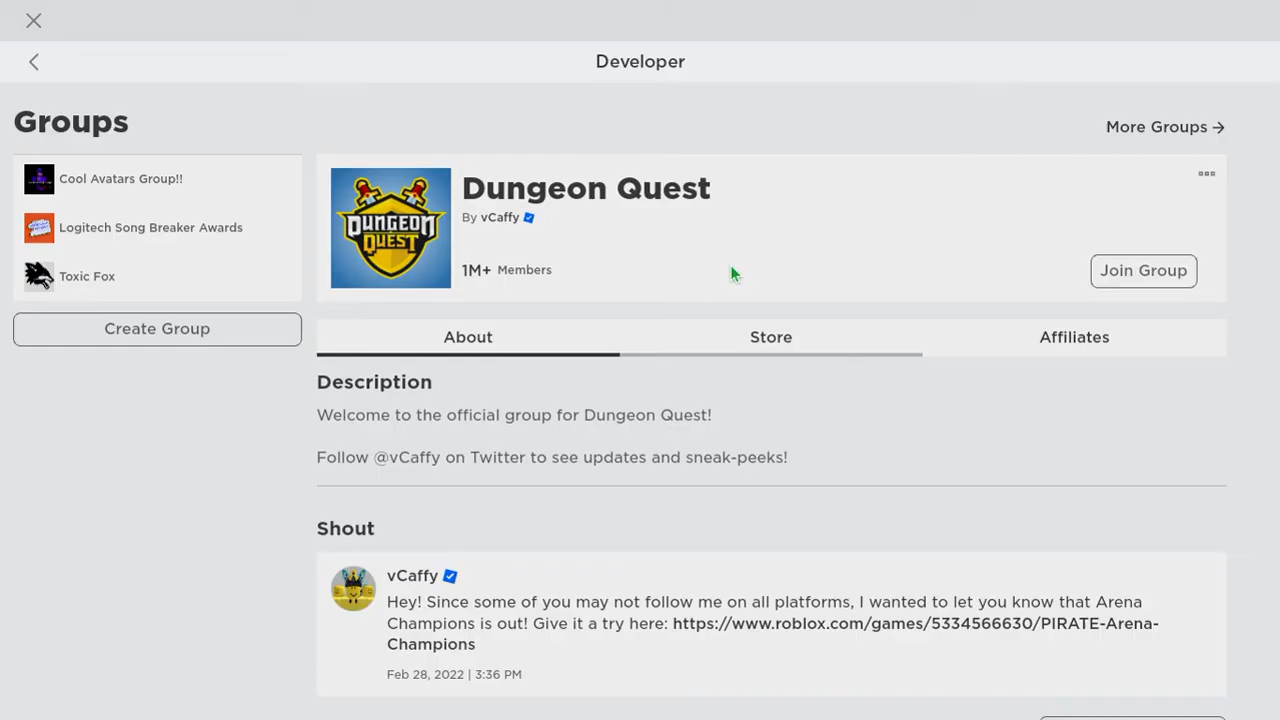 Developer
Groups
More Groups →
Cool Avatars Group!!
Logitech Song Breaker Awards
Toxic Fox
Create Group
DUNGEON
QUEST
Dungeon Quest
By vCaffy
1M+ Members
Join Group
About
Store
Affiliates
Description
Welcome to the official group for Dungeon Quest!
Follow @vCaffy on Twitter to see updates and sneak-peeks!
Shout
vCaffy
Hey! Since some of you may not follow me on all platforms, I wanted to let you know that Arena
Champions is out! Give it a try here: https://www.roblox.com/games/5334566630/PIRATE-Arena-
Champions
Feb 28, 2022 | 3:36 PM